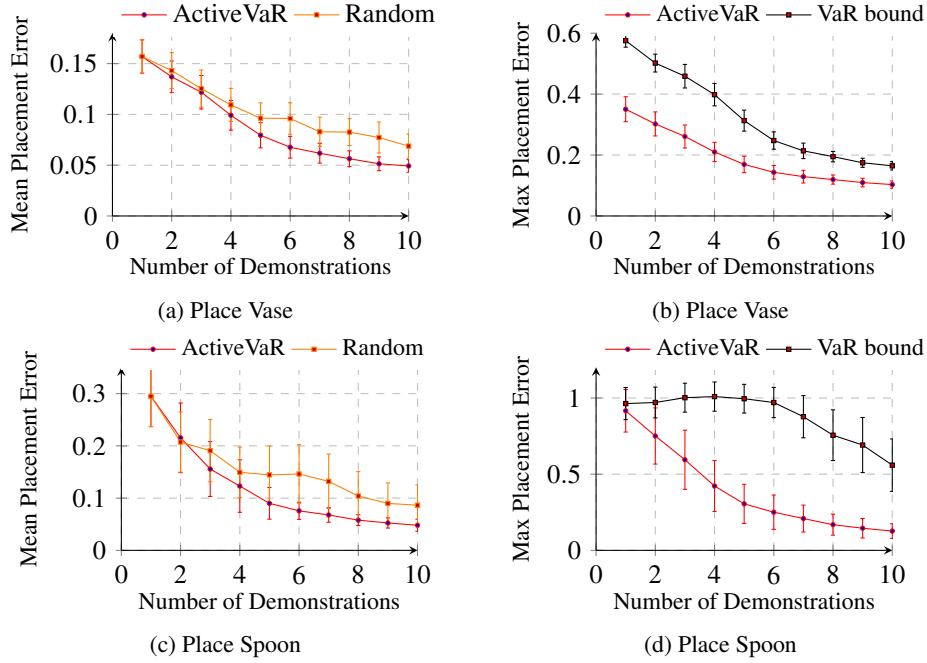 ActiveVaR Random
Mean Placement Error
0.15
0.1
0.05
0
0 2 4 6 8 10
Number of Demonstrations
(a) Place Vase
ActiveVaR VaR bound
Max Placement Error
0.6
0.4
0.2
0
0 2 4 6 8 10
Number of Demonstrations
(b) Place Vase
ActiveVaR Random
Mean Placement Error
0.3
0.2
0.1
0
0 2 4 6 8 10
Number of Demonstrations
(c) Place Spoon
ActiveVaR VaR bound
Max Placement Error
1
0.5
0
0 2 4 6 8 10
Number of Demonstrations
(d) Place Spoon